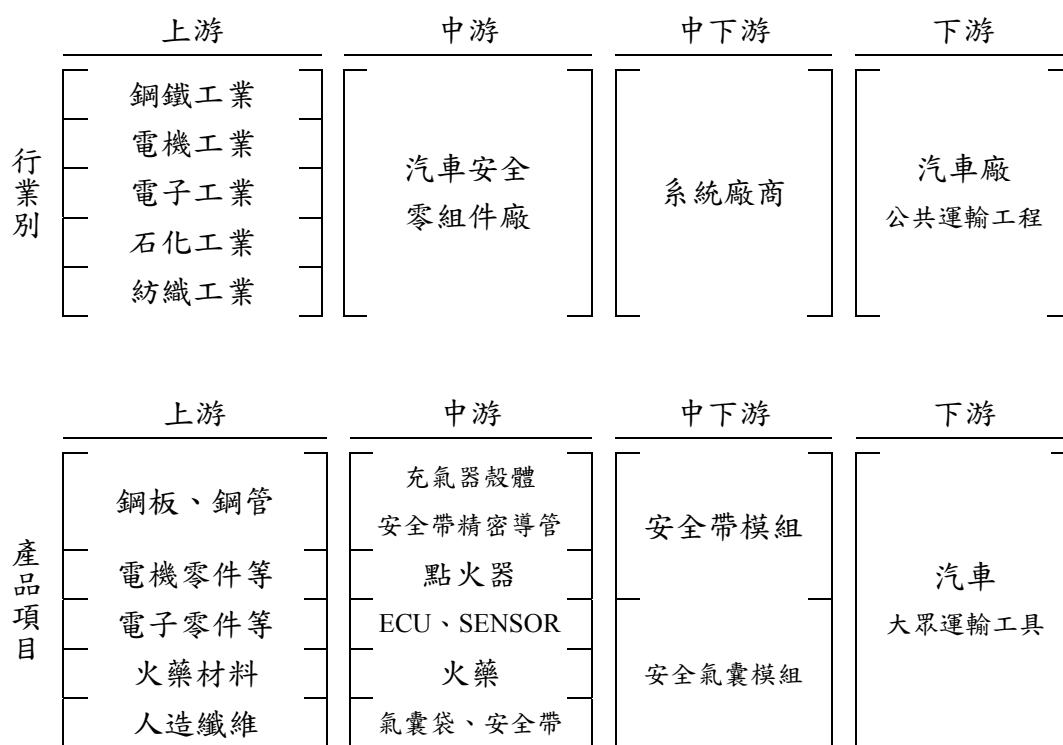 上游 中游 中下游 下游
行業別
鋼鐵工業
電機工業
電子工業
石化工業
紡織工業
汽車安全
零組件廠
系統廠商
汽車廠
公共運輸工程
上游 中游 中下游 下游
產品項目
鋼板、鋼管
電機零件等
電子零件等
火藥材料
人造纖維
充氣器殼體
安全帶精密導管
點火器
ECU、SENSOR
火藥
氣囊袋、安全帶
安全帶模組
安全氣囊模組
汽車
大眾運輸工具